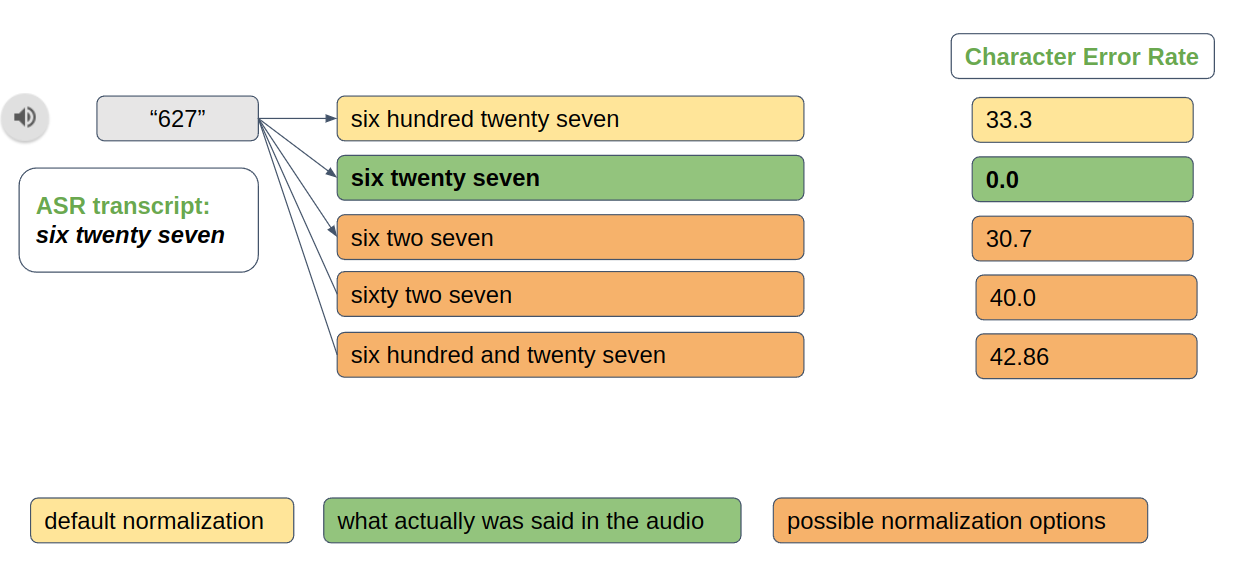 Character Error Rate
“627”
six hundred twenty seven
33.3
six twenty seven
0.0
ASR transcript:
six twenty seven
six two seven
30.7
sixty two seven
40.0
six hundred and twenty seven
42.86
default normalization
what actually was said in the audio
possible normalization options